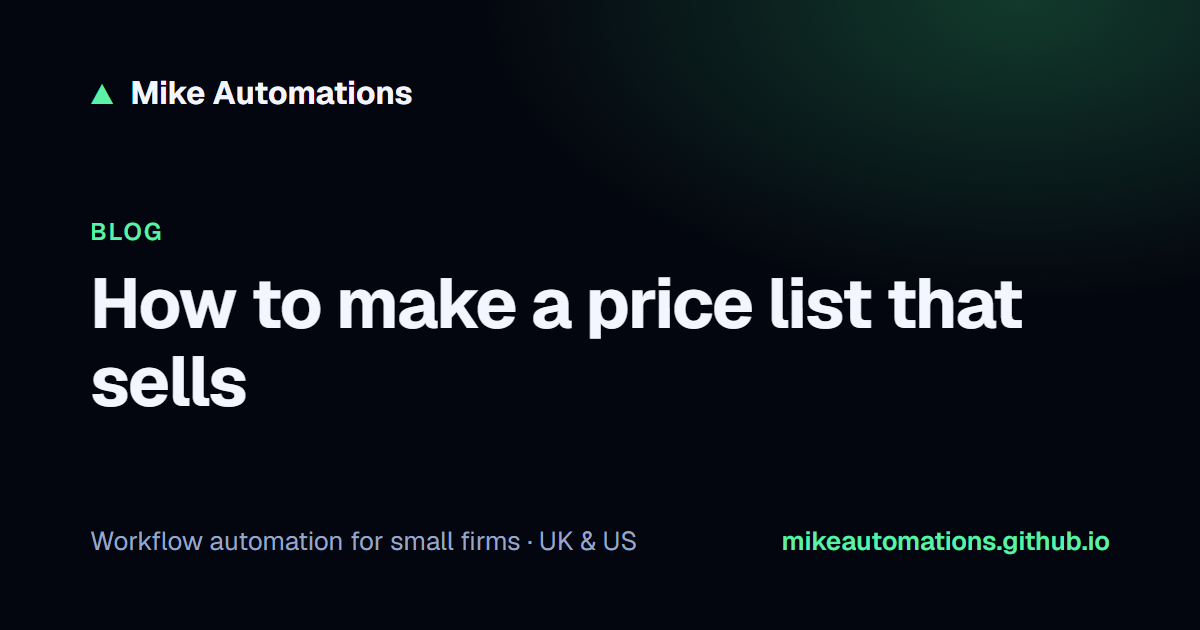 Mike Automations
BLOG
How to make a price list that
sells
Workflow automation for small firms · UK & US
mikeautomations.github.io